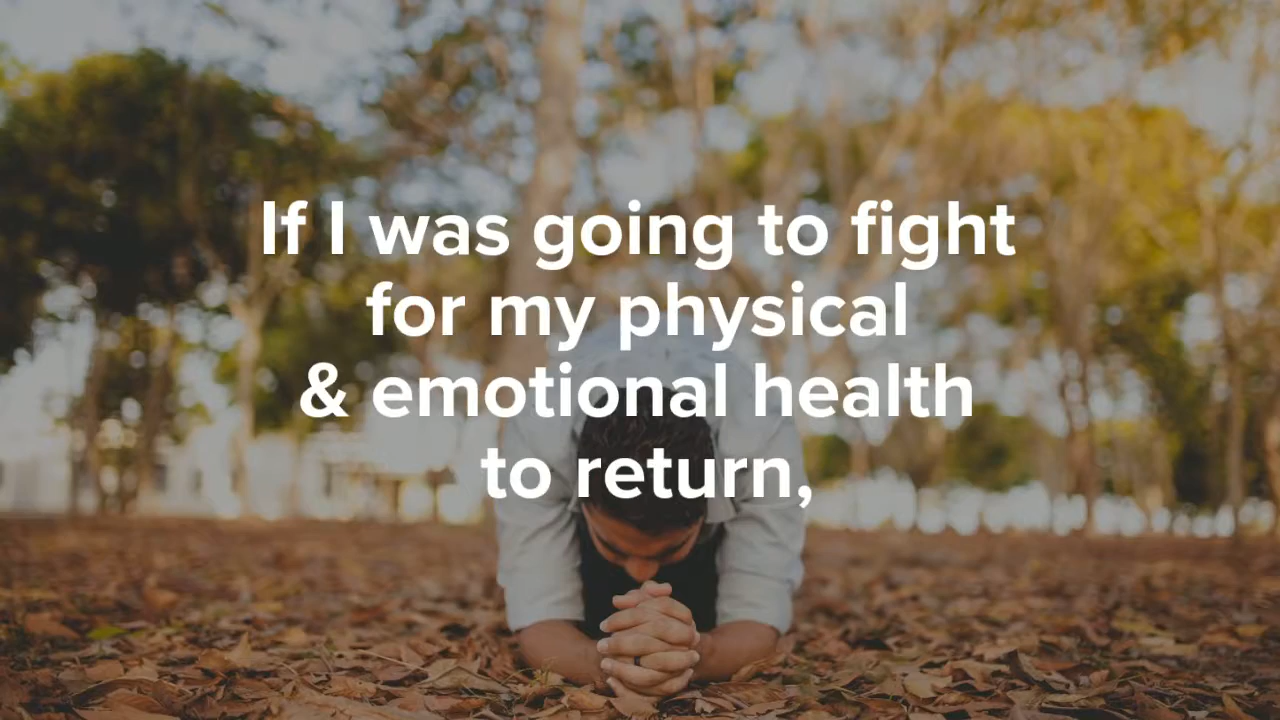 If I was going to fight
for my physical
& emotional health
to return,